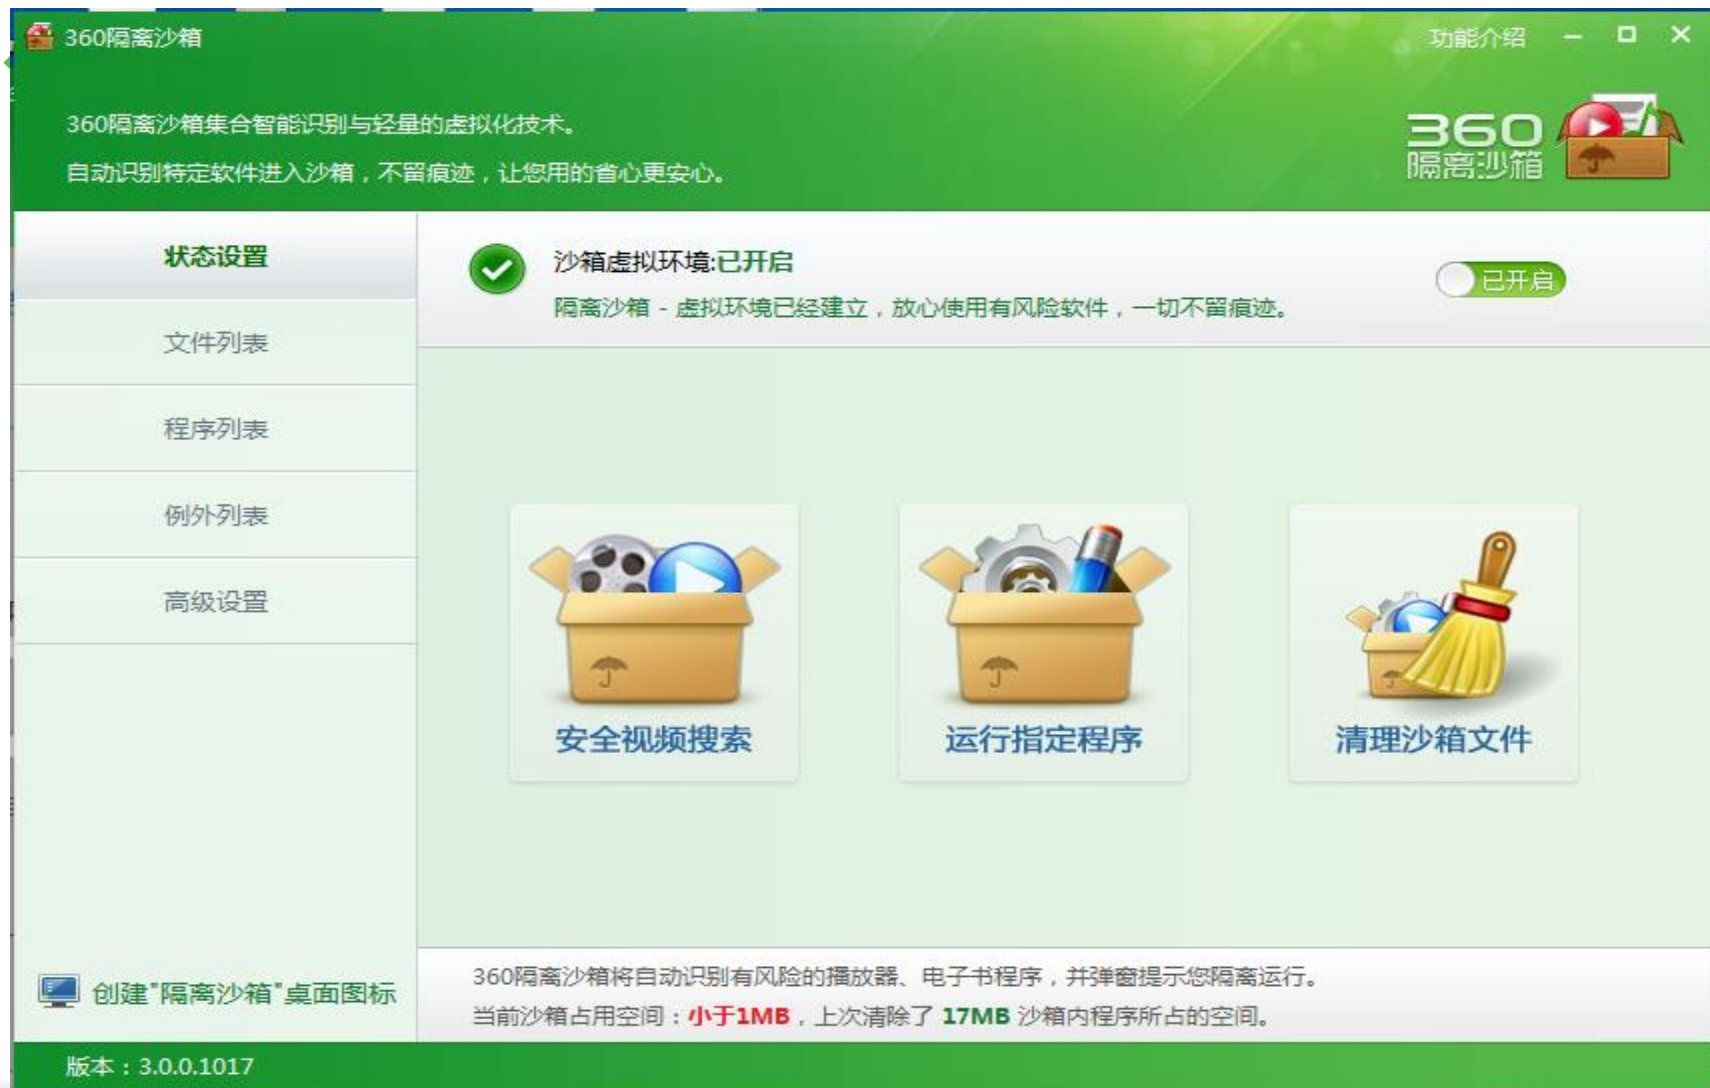 360隔离沙箱
功能介绍
360隔离沙箱集合智能识别与轻量的虚拟化技术。
自动识别特定软件进入沙箱，不留痕迹，让您用的省心更安心。
360
隔离沙箱
状态设置
文件列表
程序列表
例外列表
高级设置
沙箱虚拟环境:已开启
隔离沙箱 - 虚拟环境已经建立，放心使用有风险软件，一切不留痕迹。
已开启
安全视频搜索
运行指定程序
清理沙箱文件
创建"隔离沙箱"桌面图标
360隔离沙箱将自动识别有风险的播放器、电子书程序，并弹窗提示您隔离运行。
当前沙箱占用空间：小于1MB，上次清除了 17MB 沙箱内程序所占的空间。
版本：3.0.0.1017